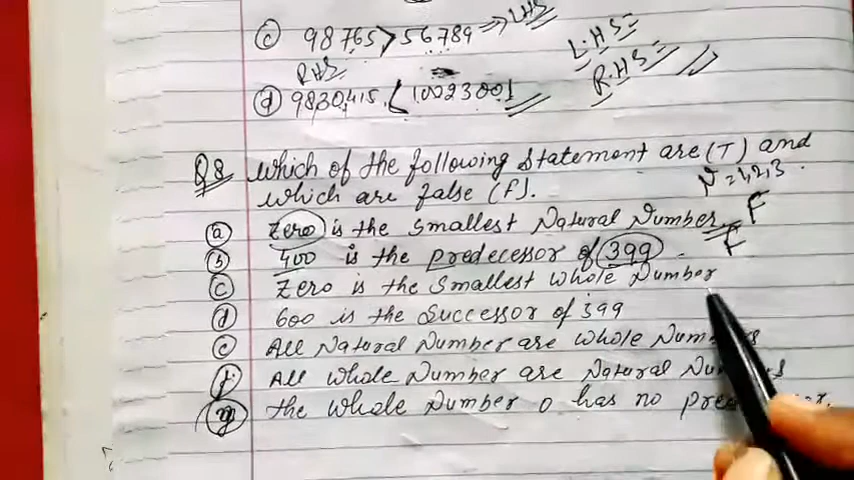 (c) 98765 > 56789 => LHS
L.H.S =
RHS
R.H.S =
(d) 9830415 < 10023001
Q8 which of the following statement are (T) and
which are false (F).
N = 1,2,3
(a) Zero is the smallest Natural Number F
(b) 400 is the predecessor of 399 - F
(c) Zero is the smallest whole Number
(d) 600 is the successor of 399
(e) All Natural Number are whole
(f) All whole Number are Natural
(g) the whole Number 0 has no